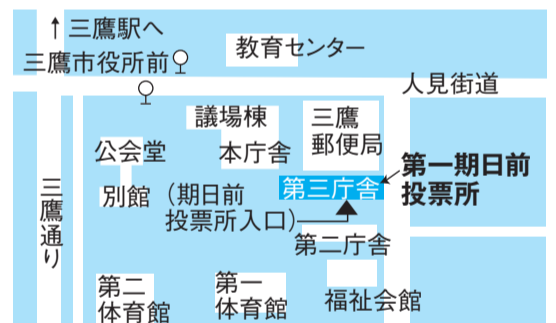 ↑三鷹駅へ
三鷹市役所前
教育センター
人見街道
議場棟
本庁舎
三鷹
郵便局
公会堂
別館
(期日前
投票所入口)
第三庁舎
第一期日前
投票所
第二庁舎
三鷹通り
第二
体育館
第一
体育館
福祉会館